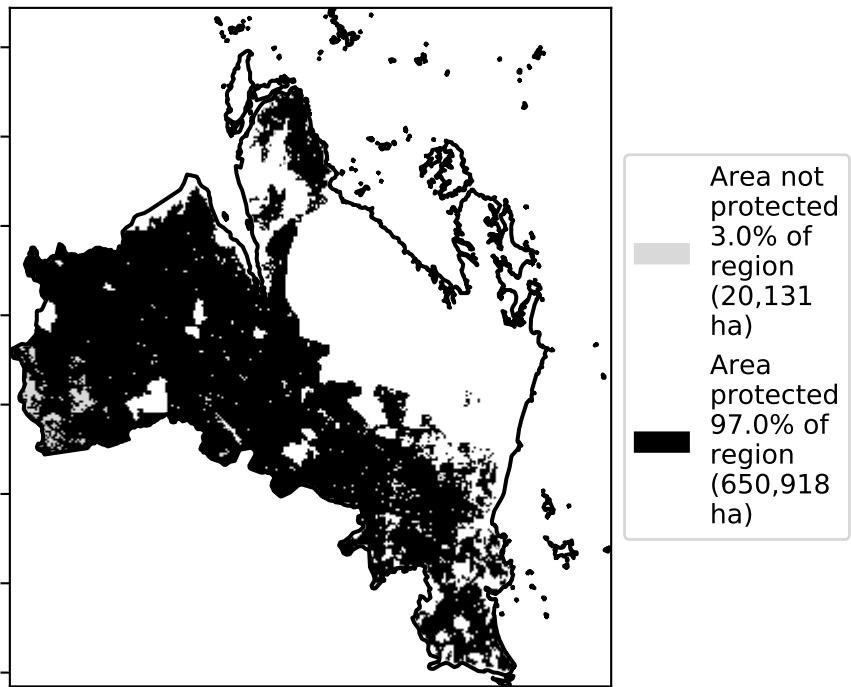 Area not
protected
3.0% of
region
(20,131
ha)
Area
protected
97.0% of
region
(650,918
ha)